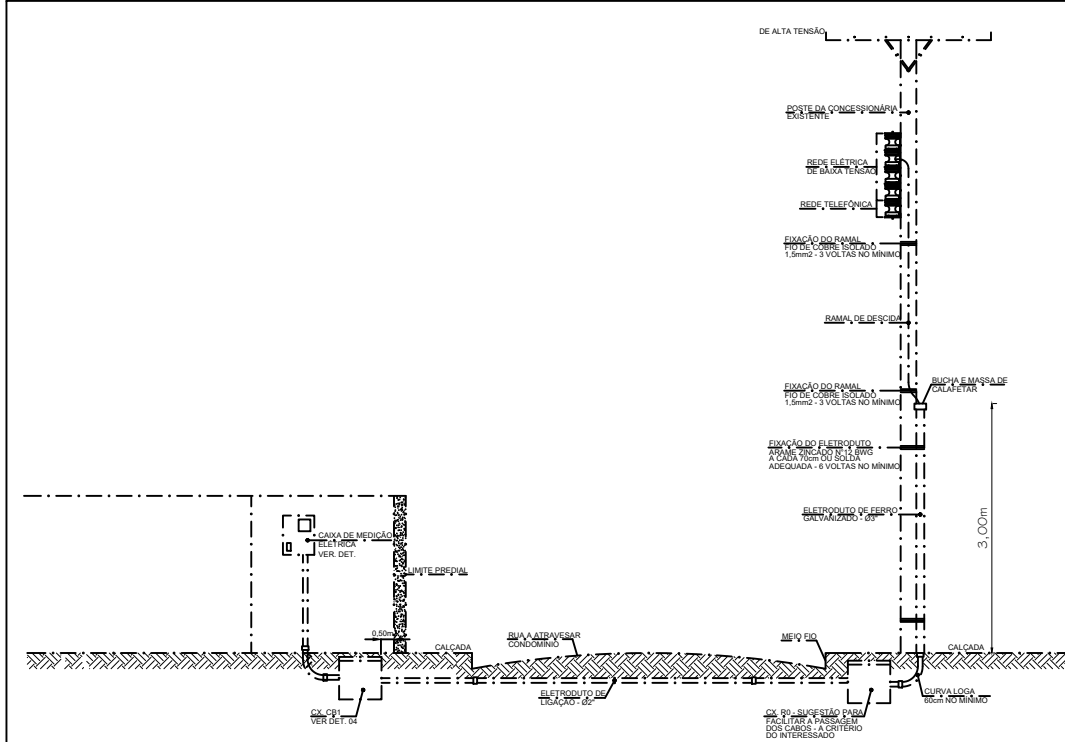 DE ALTA TENSÃO
POSTE DA CONCESSIONÁRIA
EXISTENTE
REDE ELÉTRICA
DE BAIXA TENSÃO
REDE TELEFÔNICA
FIXAÇÃO DO RAMAL
FIO DE COBRE ISOLADO
1,5mm2 - 3 VOLTAS NO MÍNIMO
RAMAL DE DESCIDA
FIXAÇÃO DO RAMAL
FIO DE COBRE ISOLADO
1,5mm2 - 3 VOLTAS NO MÍNIMO
BUCHA E MASSA DE
CALAFETAR
FIXAÇÃO DO ELETRODUTO
ARAME ZINCADO N°12 BWG
A CADA 70cm OU SOLDA
ADEQUADA - 6 VOLTAS NO MÍNIMO
ELETRODUTO DE FERRO
GALVANIZADO - Ø3"
3,00m
CAIXA DE MEDIÇÃO
ELÉTRICA
VER. DET.
LIMITE PREDIAL
0,50m
CALÇADA
RUA A ATRAVESAR
CONDOMÍNIO
MEIO FIO
CALÇADA
ELETRODUTO DE
LIGAÇÃO - Ø2"
CX. CB1
VER DET. 04
CX. R0 - SUGESTÃO PARA
FACILITAR A PASSAGEM
DOS CABOS - A CRITÉRIO
DO INTERESSADO
CURVA LOGA
60cm NO MÍNIMO